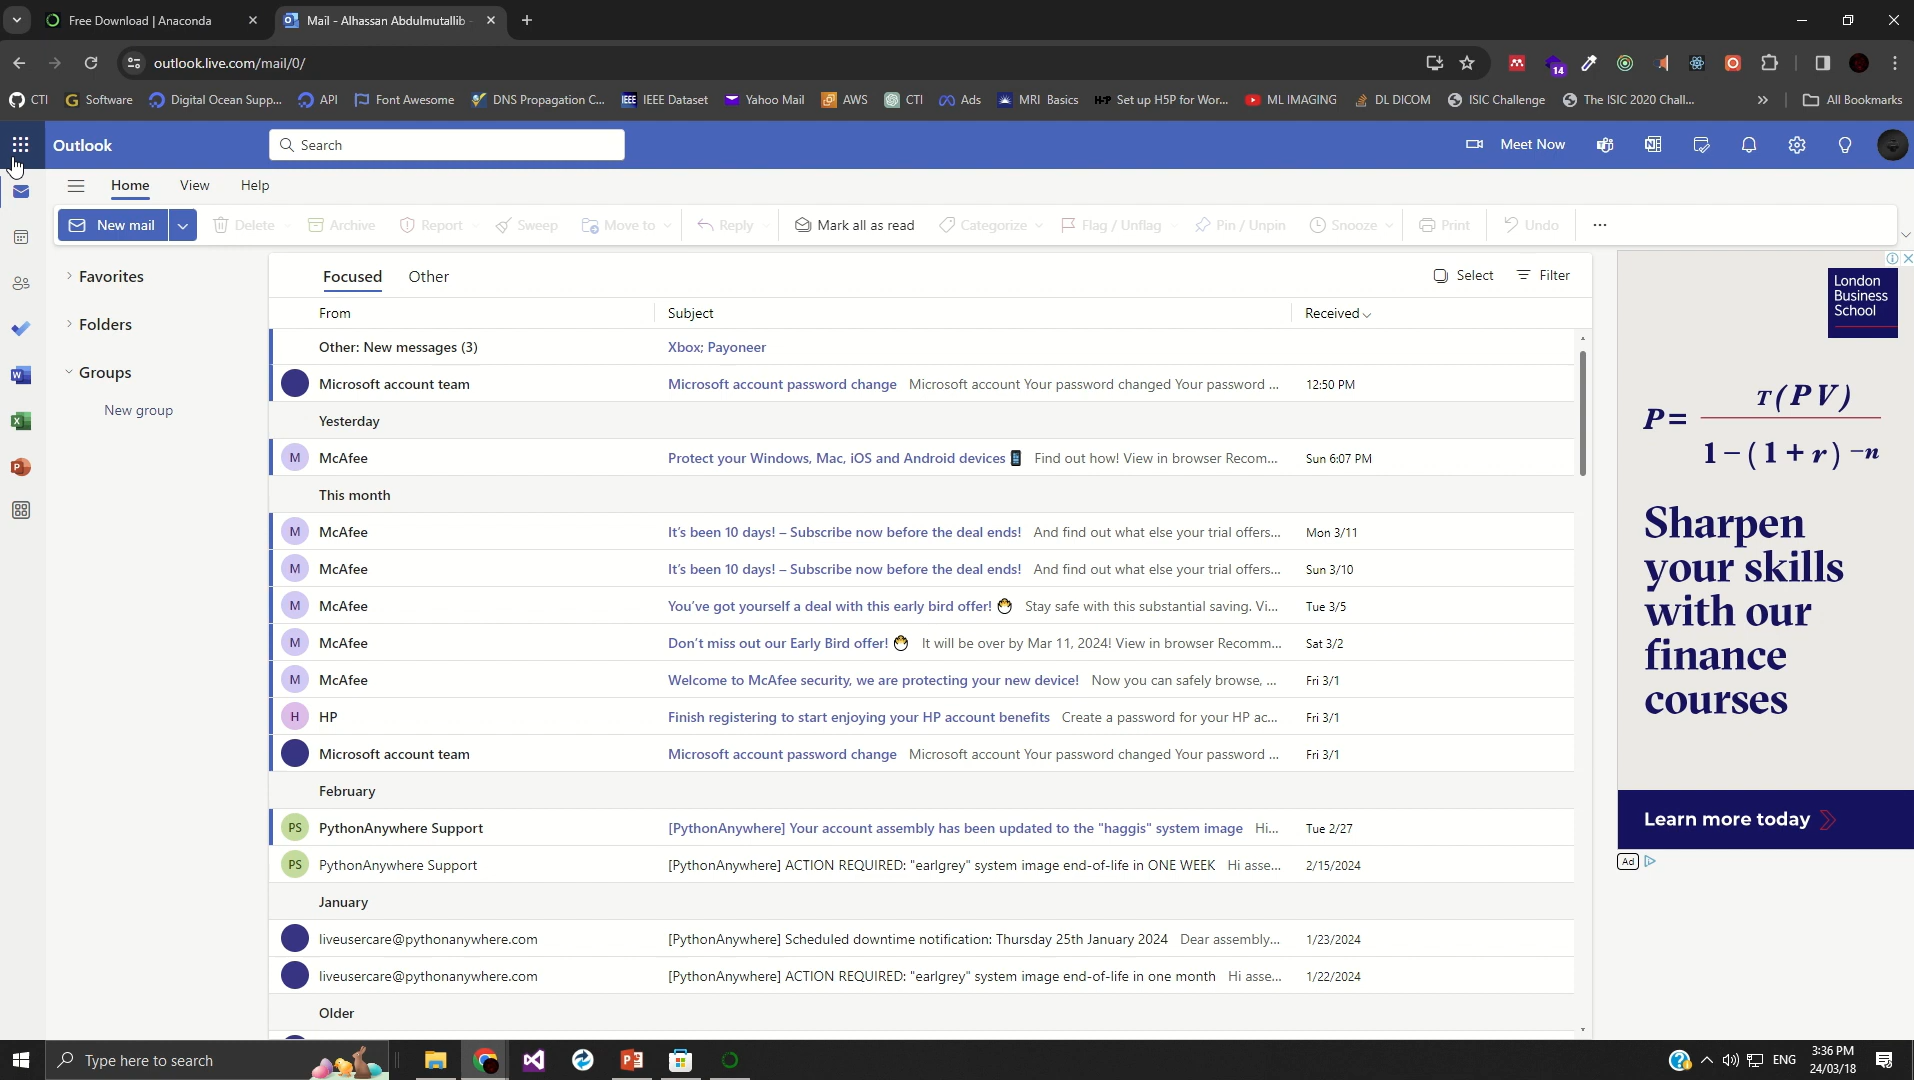 Free Download | Anaconda
Mail - Alhassan Abdulmutallib
outlook.live.com/mail/0/
14
CTI Software Digital Ocean Supp... API Font Awesome DNS Propagation C... IEEE Dataset Yahoo Mail AWS CTI Ads MRI Basics H-P Set up H5P for Wor... ML IMAGING DL DICOM ISIC Challenge The ISIC 2020 Chall... » All Bookmarks
Outlook Search Meet Now
Home View Help
New mail Delete Archive Report Sweep Move to Reply Mark all as read Categorize Flag / Unflag Pin / Unpin Snooze Print Undo ...
Favorites
Folders
Groups
New group
Focused Other Select Filter
From Subject Received
Other: New messages (3) Xbox; Payoneer
Microsoft account team Microsoft account password change Microsoft account Your password changed Your password ... 12:50 PM
Yesterday
M McAfee Protect your Windows, Mac, iOS and Android devices Find out how! View in browser Recom... Sun 6:07 PM
This month
M McAfee It's been 10 days! – Subscribe now before the deal ends! And find out what else your trial offers... Mon 3/11
M McAfee It's been 10 days! – Subscribe now before the deal ends! And find out what else your trial offers... Sun 3/10
M McAfee You've got yourself a deal with this early bird offer! 🐣 Stay safe with this substantial saving. Vi... Tue 3/5
M McAfee Don't miss out our Early Bird offer! 🐣 It will be over by Mar 11, 2024! View in browser Recomm... Sat 3/2
M McAfee Welcome to McAfee security, we are protecting your new device! Now you can safely browse, ... Fri 3/1
H HP Finish registering to start enjoying your HP account benefits Create a password for your HP ac... Fri 3/1
Microsoft account team Microsoft account password change Microsoft account Your password changed Your password ... Fri 3/1
February
PS PythonAnywhere Support [PythonAnywhere] Your account assembly has been updated to the "haggis" system image Hi... Tue 2/27
PS PythonAnywhere Support [PythonAnywhere] ACTION REQUIRED: "earlgrey" system image end-of-life in ONE WEEK Hi asse... 2/15/2024
January
liveusercare@pythonanywhere.com [PythonAnywhere] Scheduled downtime notification: Thursday 25th January 2024 Dear assembly... 1/23/2024
liveusercare@pythonanywhere.com [PythonAnywhere] ACTION REQUIRED: "earlgrey" system image end-of-life in one month Hi asse... 1/22/2024
Older
London
Business
School
P = T(PV)
1 – (1 + r) –n
Sharpen
your skills
with our
finance
courses
Learn more today
Ad
Type here to search
ENG
3:36 PM
24/03/18